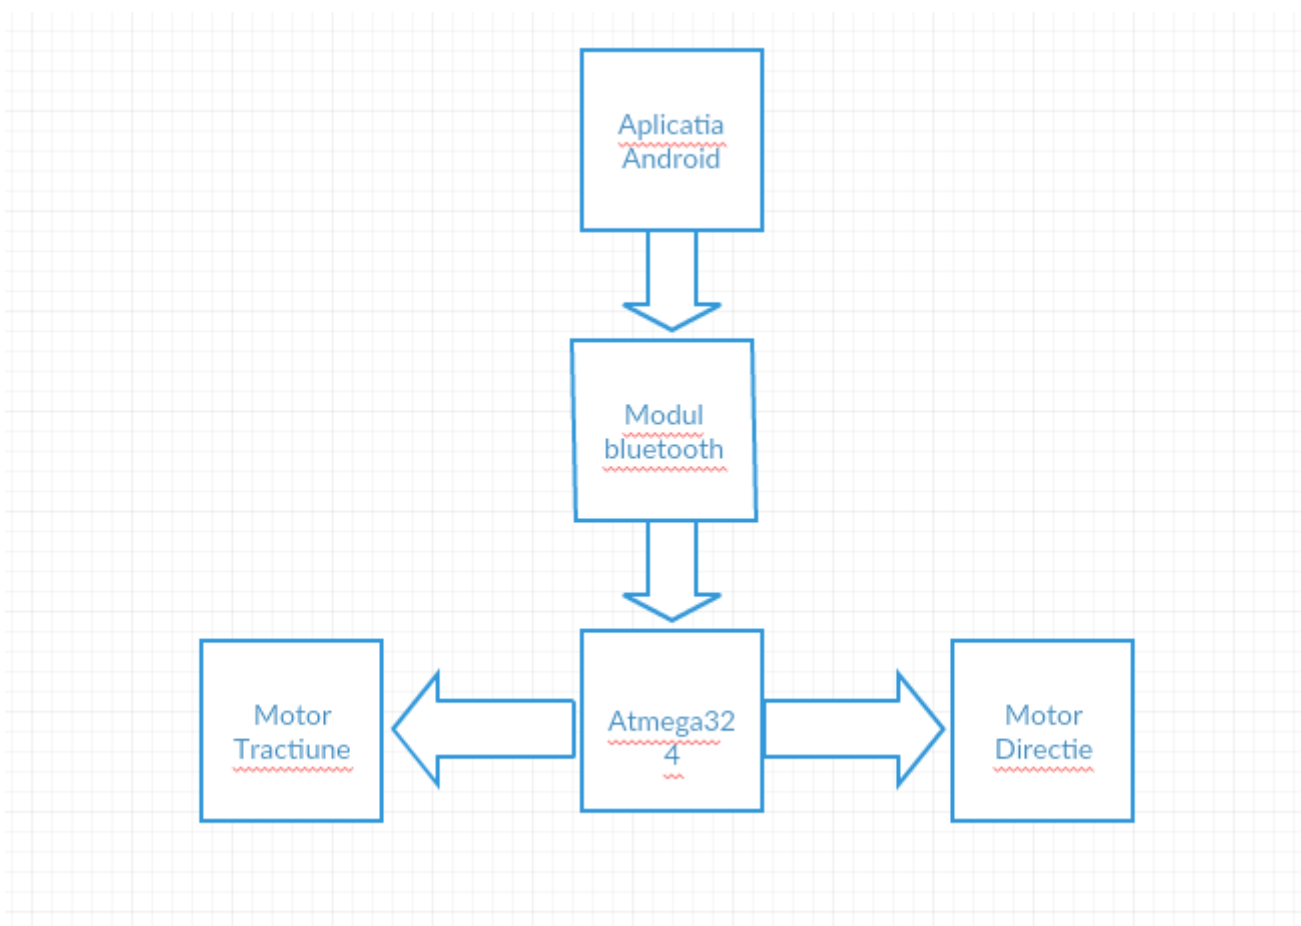 Aplicatia
Android
Modul
bluetooth
Motor
Tractiune
Atmega32
4
Motor
Directie